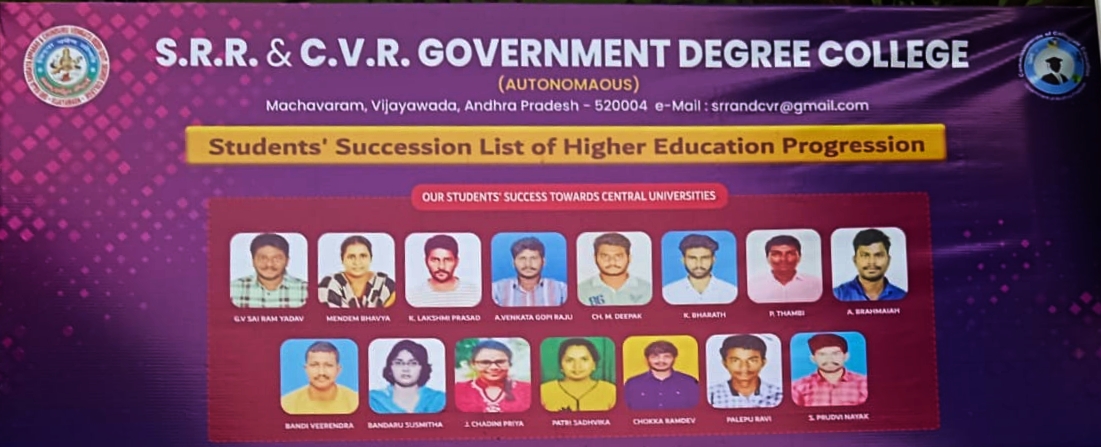 S.R.R. & C.V.R. GOVERNMENT DEGREE COLLEGE
(AUTONOMAOUS)
Machavaram, Vijayawada, Andhra Pradesh - 520004 e-Mail : srrandcvr@gmail.com
Students' Succession List of Higher Education Progression
OUR STUDENTS' SUCCESS TOWARDS CENTRAL UNIVERSITIES
G.V SAI RAM YADAV MENDEM BHAVYA K. LAKSHMI PRASAD A.VENKATA GOPI RAJU CH. M. DEEPAK K. BHARATH P. THAMBI A. BRAHMAIAH
BANDI VEERENDRA BANDARU SUSMITHA J. CHADINI PRIYA PATRI SADHVIKA CHOKKA RAMDEV PALEPU RAVI S. PRUDVI NAYAK